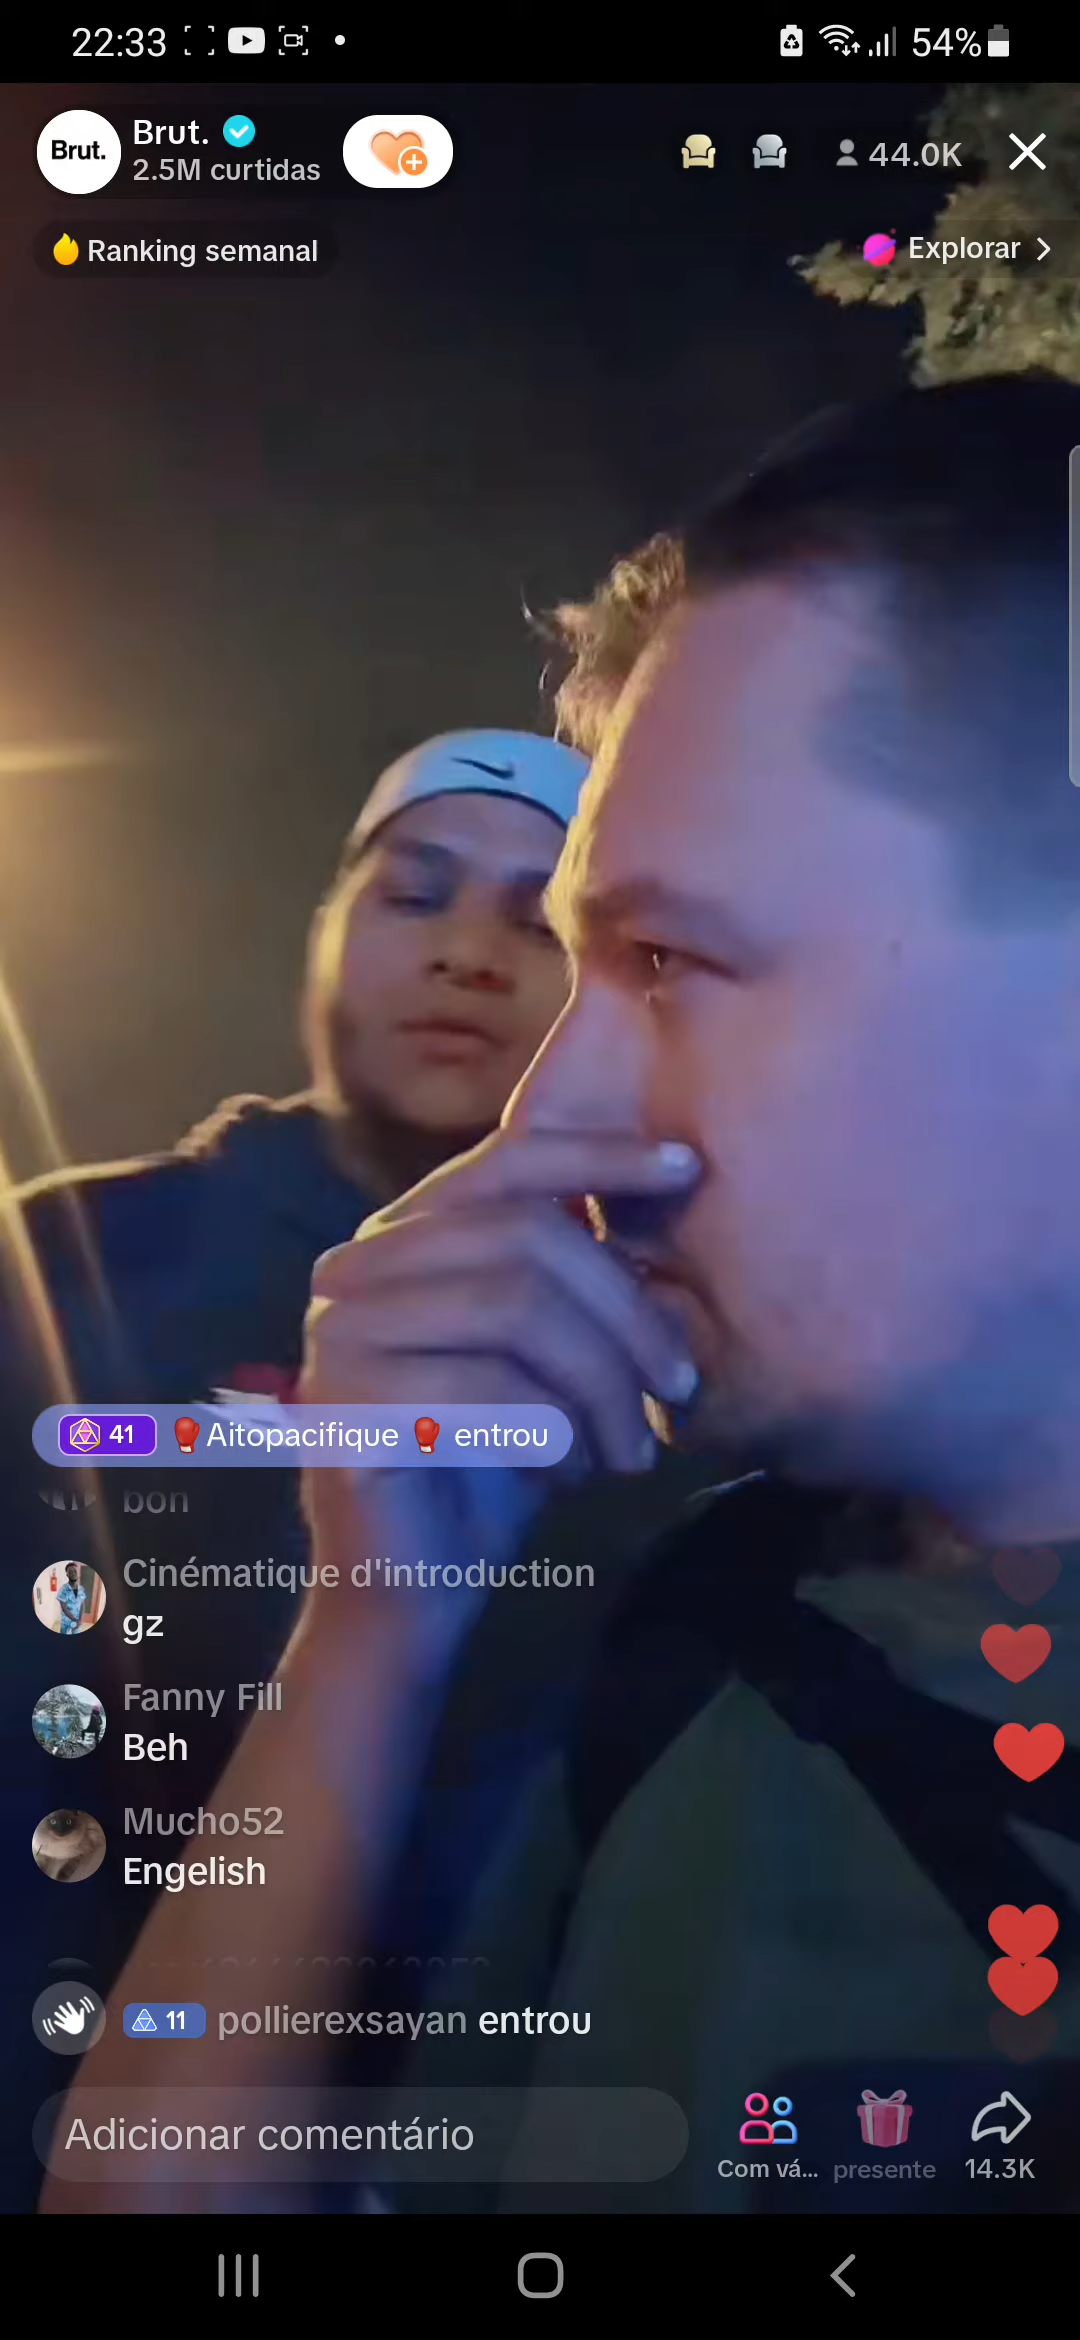 22:33
54%
Brut.
Brut.
2.5M curtidas
44.0K
Ranking semanal
Explorar
41 Aitopacifique entrou
bon
Cinématique d'introduction
gz
Fanny Fill
Beh
Mucho52
Engelish
11 pollierexsayan entrou
Adicionar comentário
Com vá...
presente
14.3K